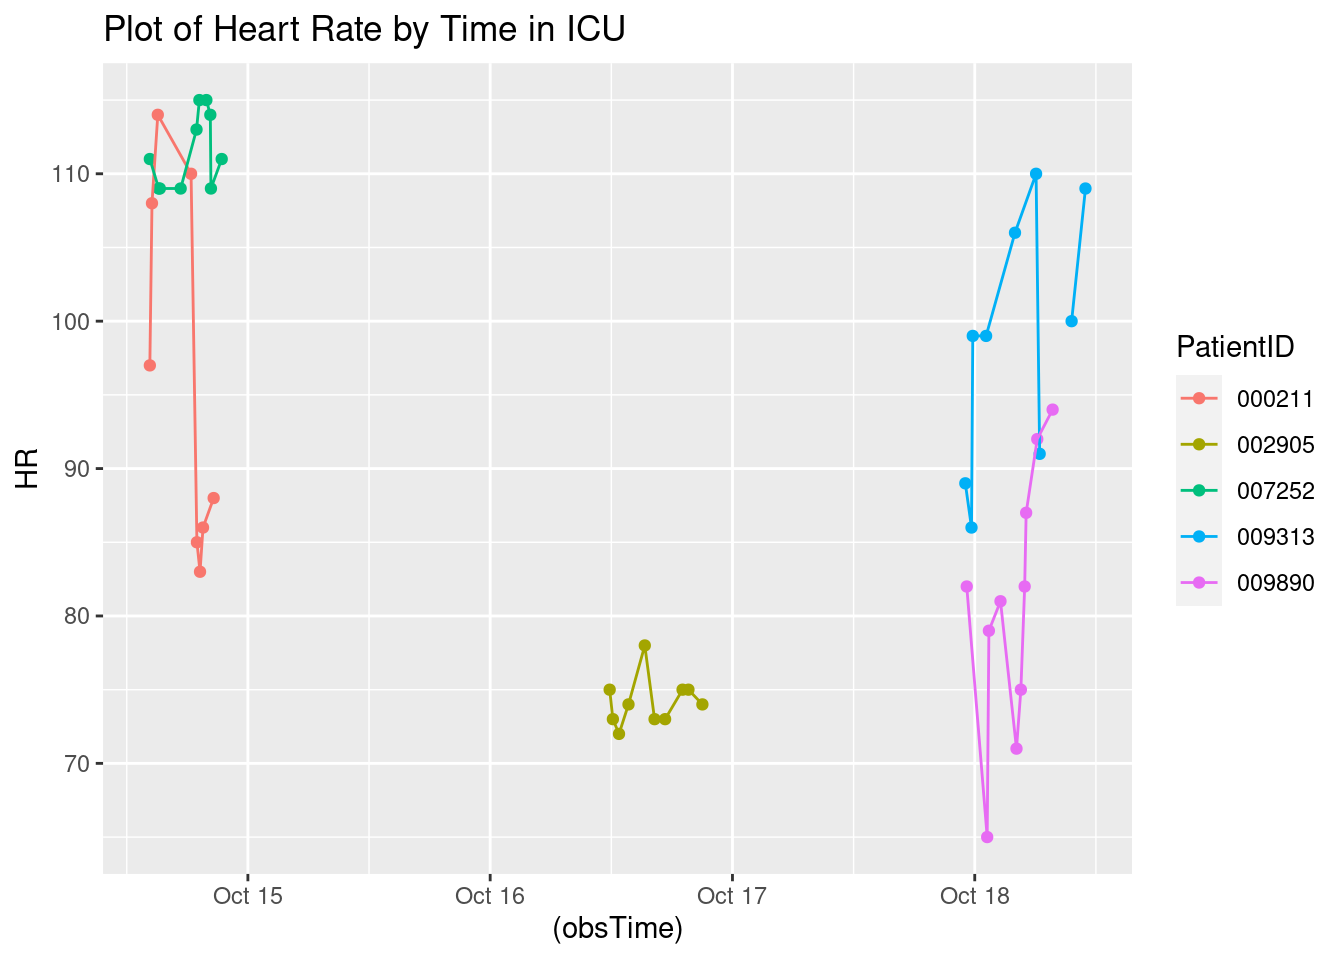 Plot of Heart Rate by Time in ICU
HR
110
100
90
80
70
Oct 15
Oct 16
Oct 17
Oct 18
(obsTime)
PatientID
000211
002905
007252
009313
009890